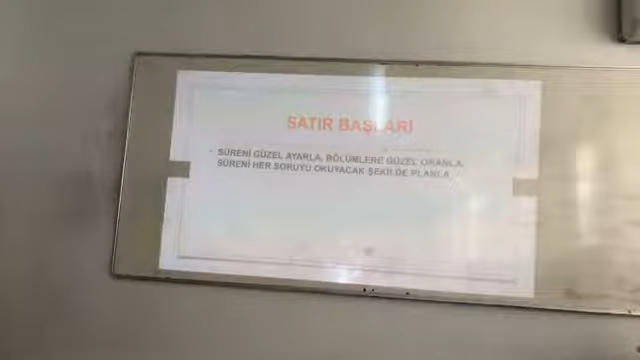 SATIR BAŞLARI
• SÜRENİ GÜZEL AYARLA, BÖLÜMLERE GÜZEL ORANLA,
SÜRENİ HER SORUYU OKUYACAK ŞEKİLDE PLANLA